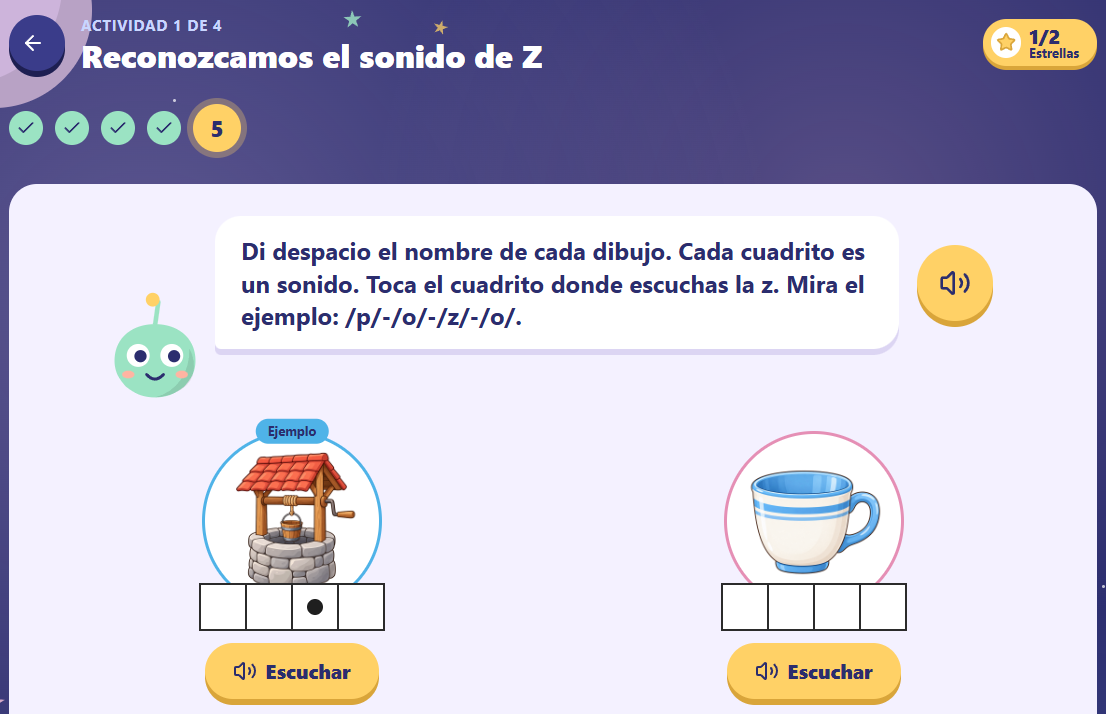 ACTIVIDAD 1 DE 4
Reconozcamos el sonido de Z
1/2
Estrellas
5
Di despacio el nombre de cada dibujo. Cada cuadrito es
un sonido. Toca el cuadrito donde escuchas la z. Mira el
ejemplo: /p/-/o/-/z/-/o/.
Ejemplo
Escuchar
Escuchar